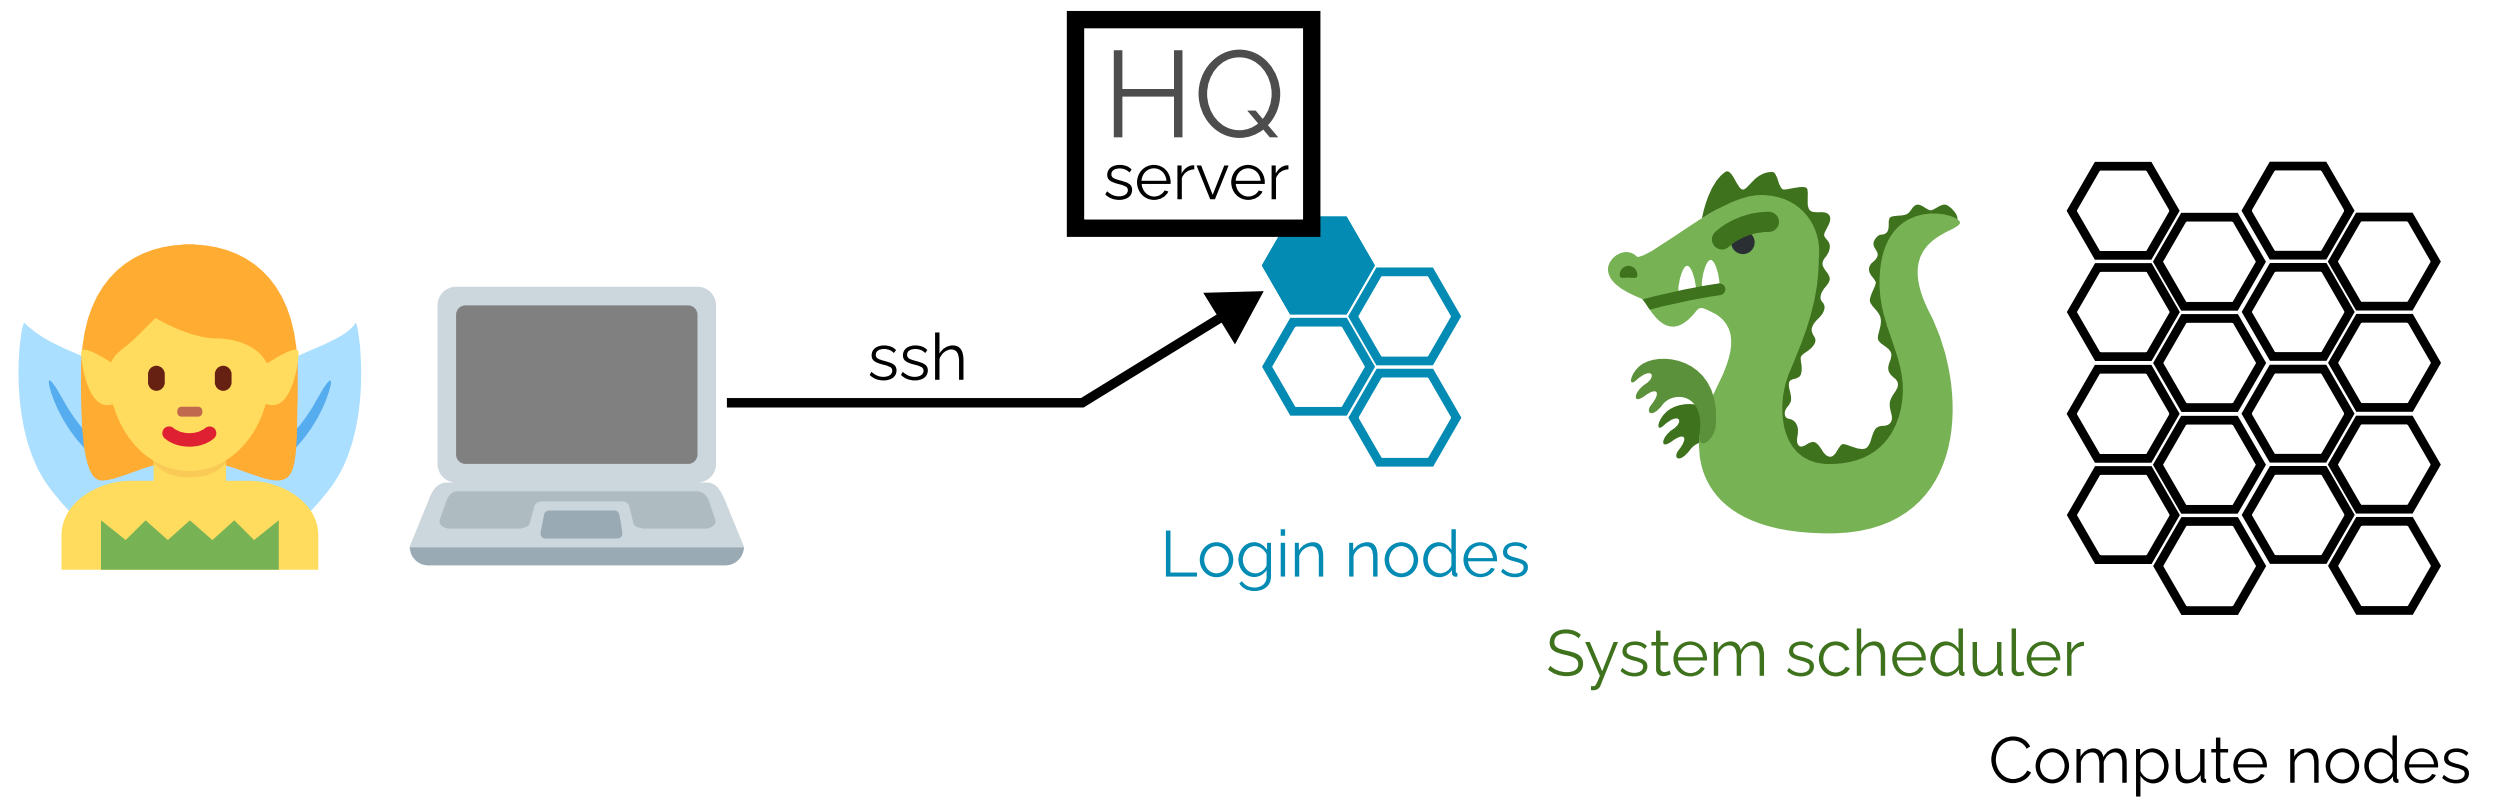 HQ
server
ssh
Login nodes
System scheduler
Compute nodes